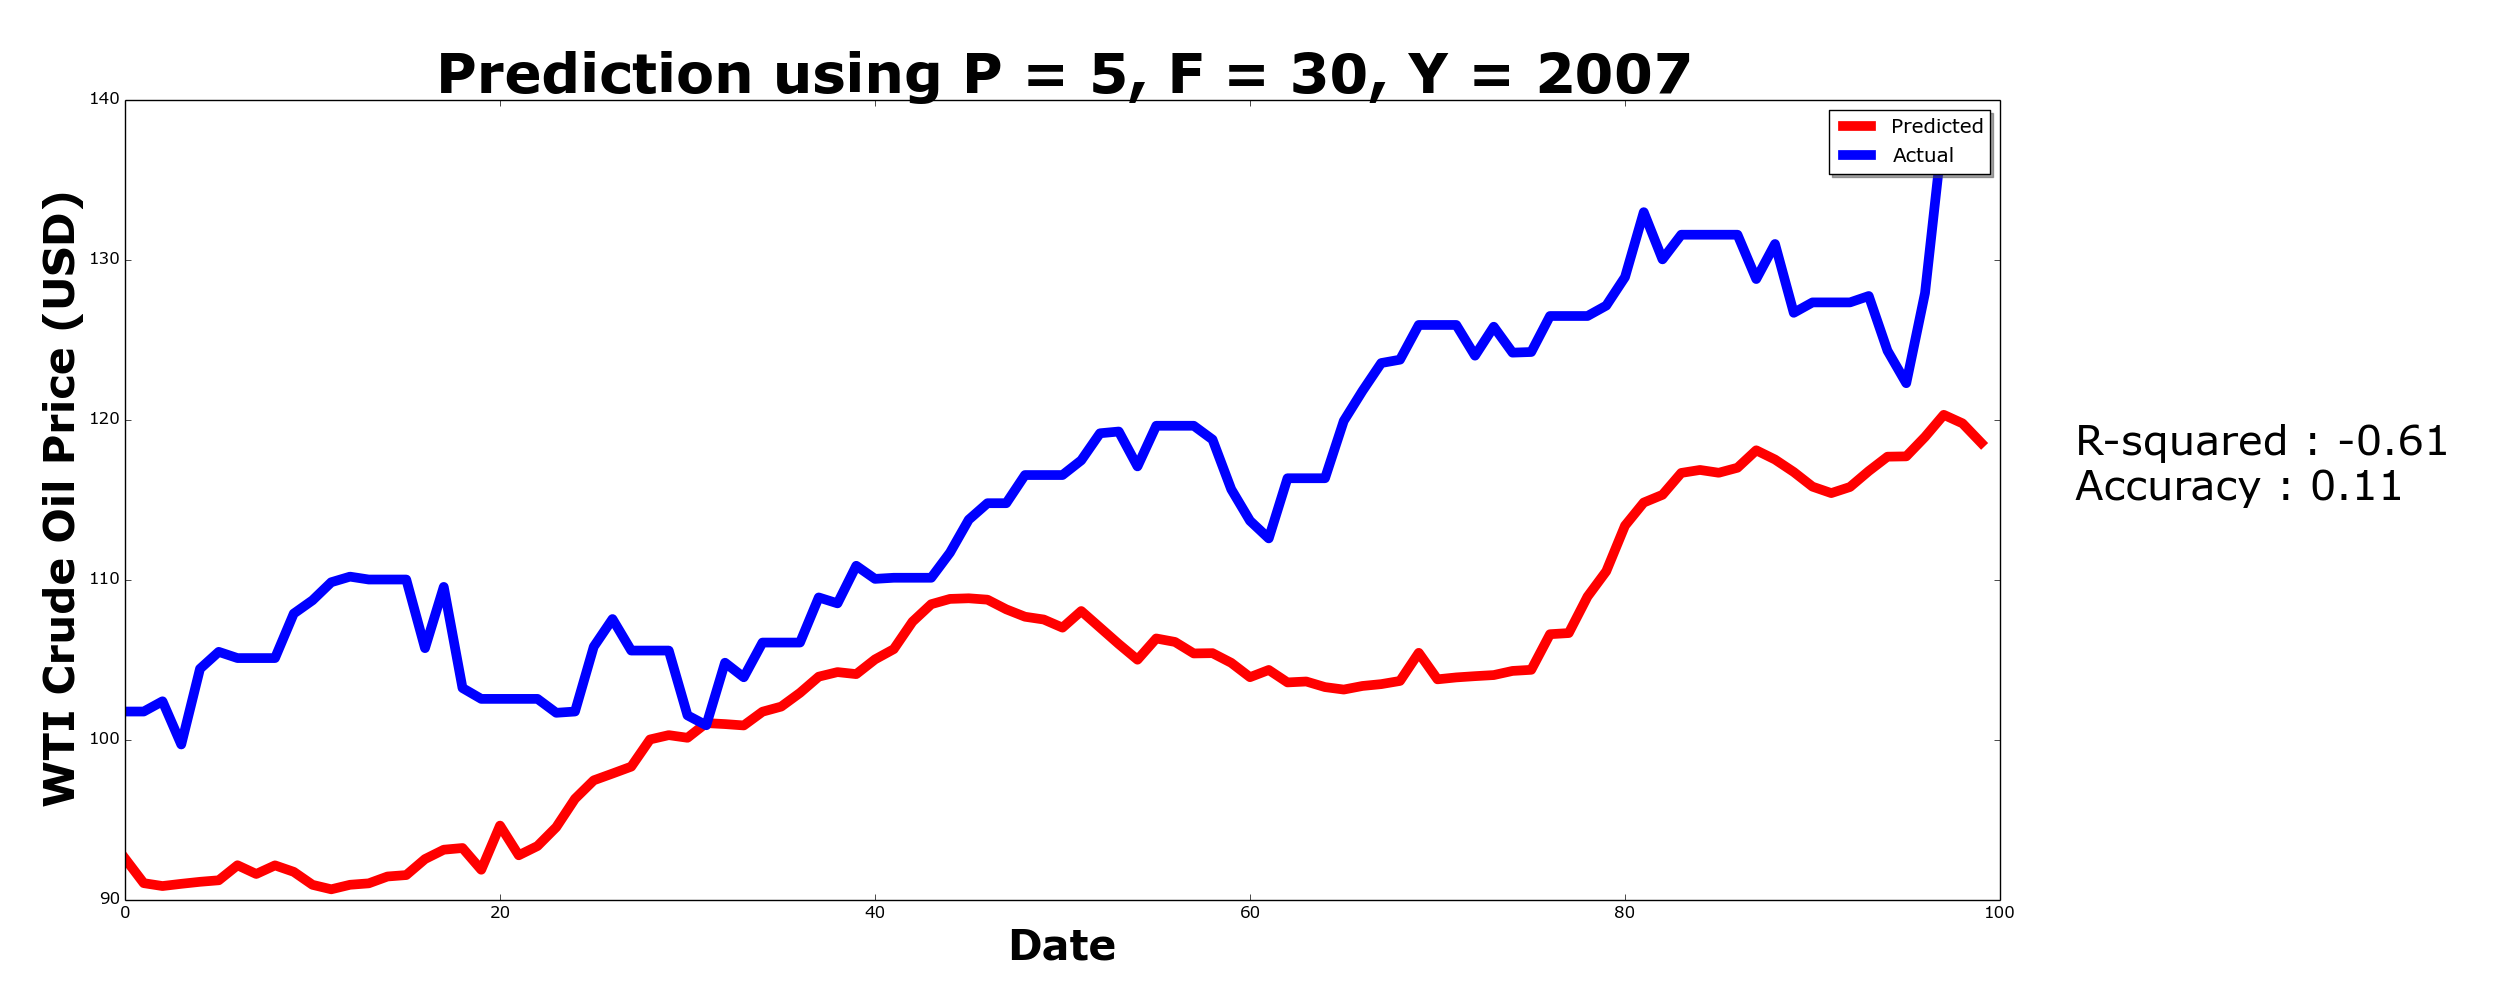 Prediction using P = 5, F = 30, Y = 2007
140
130
120
110
100
90
WTI Crude Oil Price (USD)
Predicted
Actual
R-squared : -0.61
Accuracy : 0.11
0 20 40 60 80 100
Date